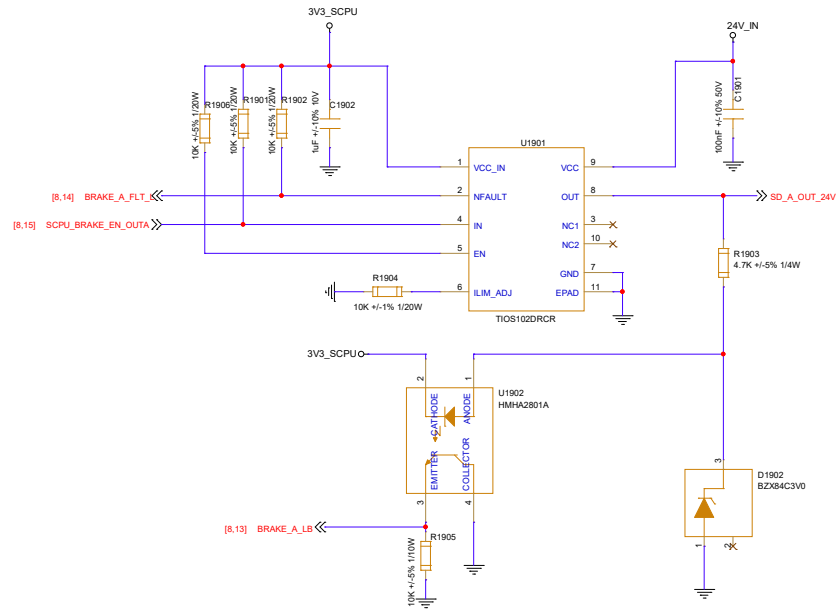 3V3_SCPU
24V_IN
R1906
10K +/-5% 1/20W
R1901
10K +/-5% 1/20W
R1902
10K +/-5% 1/20W
C1902
1uF +/-10% 10V
C1901
100nF +/-10% 50V
U1901
1 VCC_IN
VCC 9
[8,14] BRAKE_A_FLT_L
2 NFAULT
OUT 8
SD_A_OUT_24V
[8,15] SCPU_BRAKE_EN_OUTA
4 IN
NC1 3
NC2 10
5 EN
GND 7
R1903
4.7K +/-5% 1/4W
R1904
10K +/-1% 1/20W
6 ILIM_ADJ
EPAD 11
TIOS102DRCR
3V3_SCPU
2
1
U1902
HMHA2801A
CATHODE
ANODE
EMITTER
COLLECTOR
3
4
3
D1902
BZX84C3V0
1
2
[8,13] BRAKE_A_LB
R1905
10K +/-5% 1/10W